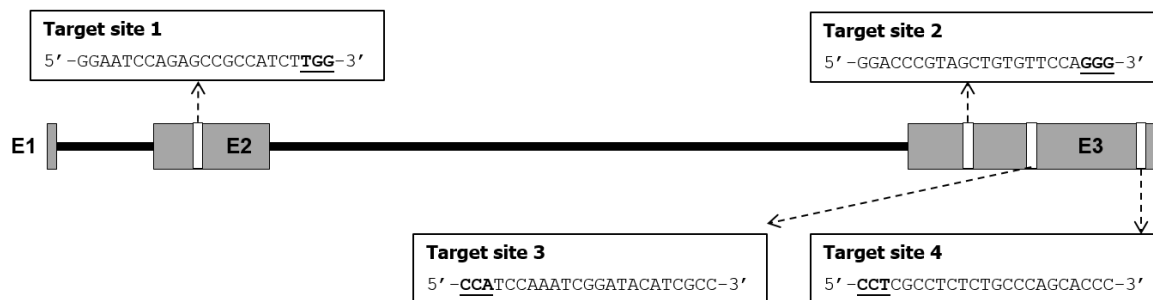 Target site 1
5’-GGAATCCAGAGCCGCCATCTTGG-3’
Target site 2
5’-GGACCCGTAGCTGTGTTCCAGGG-3’
E1
E2
E3
Target site 3
5’-CCATCCAAATCGGATACATCGCC-3’
Target site 4
5’-CCTCGCCTCTCTGCCCAGCACCC-3’